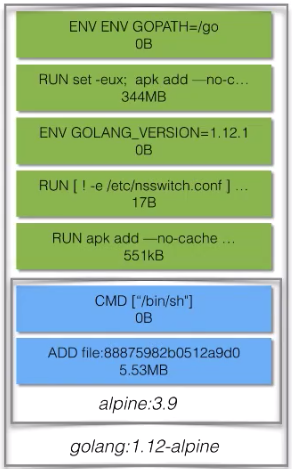 ENV ENV GOPATH=/go
0B
RUN set -eux;  apk add —no-c…
344MB
ENV GOLANG_VERSION=1.12.1
0B
RUN [ ! -e /etc/nsswitch.conf ] …
17B
RUN apk add —no-cache …
551kB
CMD [“/bin/sh"]
0B
ADD file:88875982b0512a9d0
5.53MB
alpine:3.9
golang:1.12-alpine